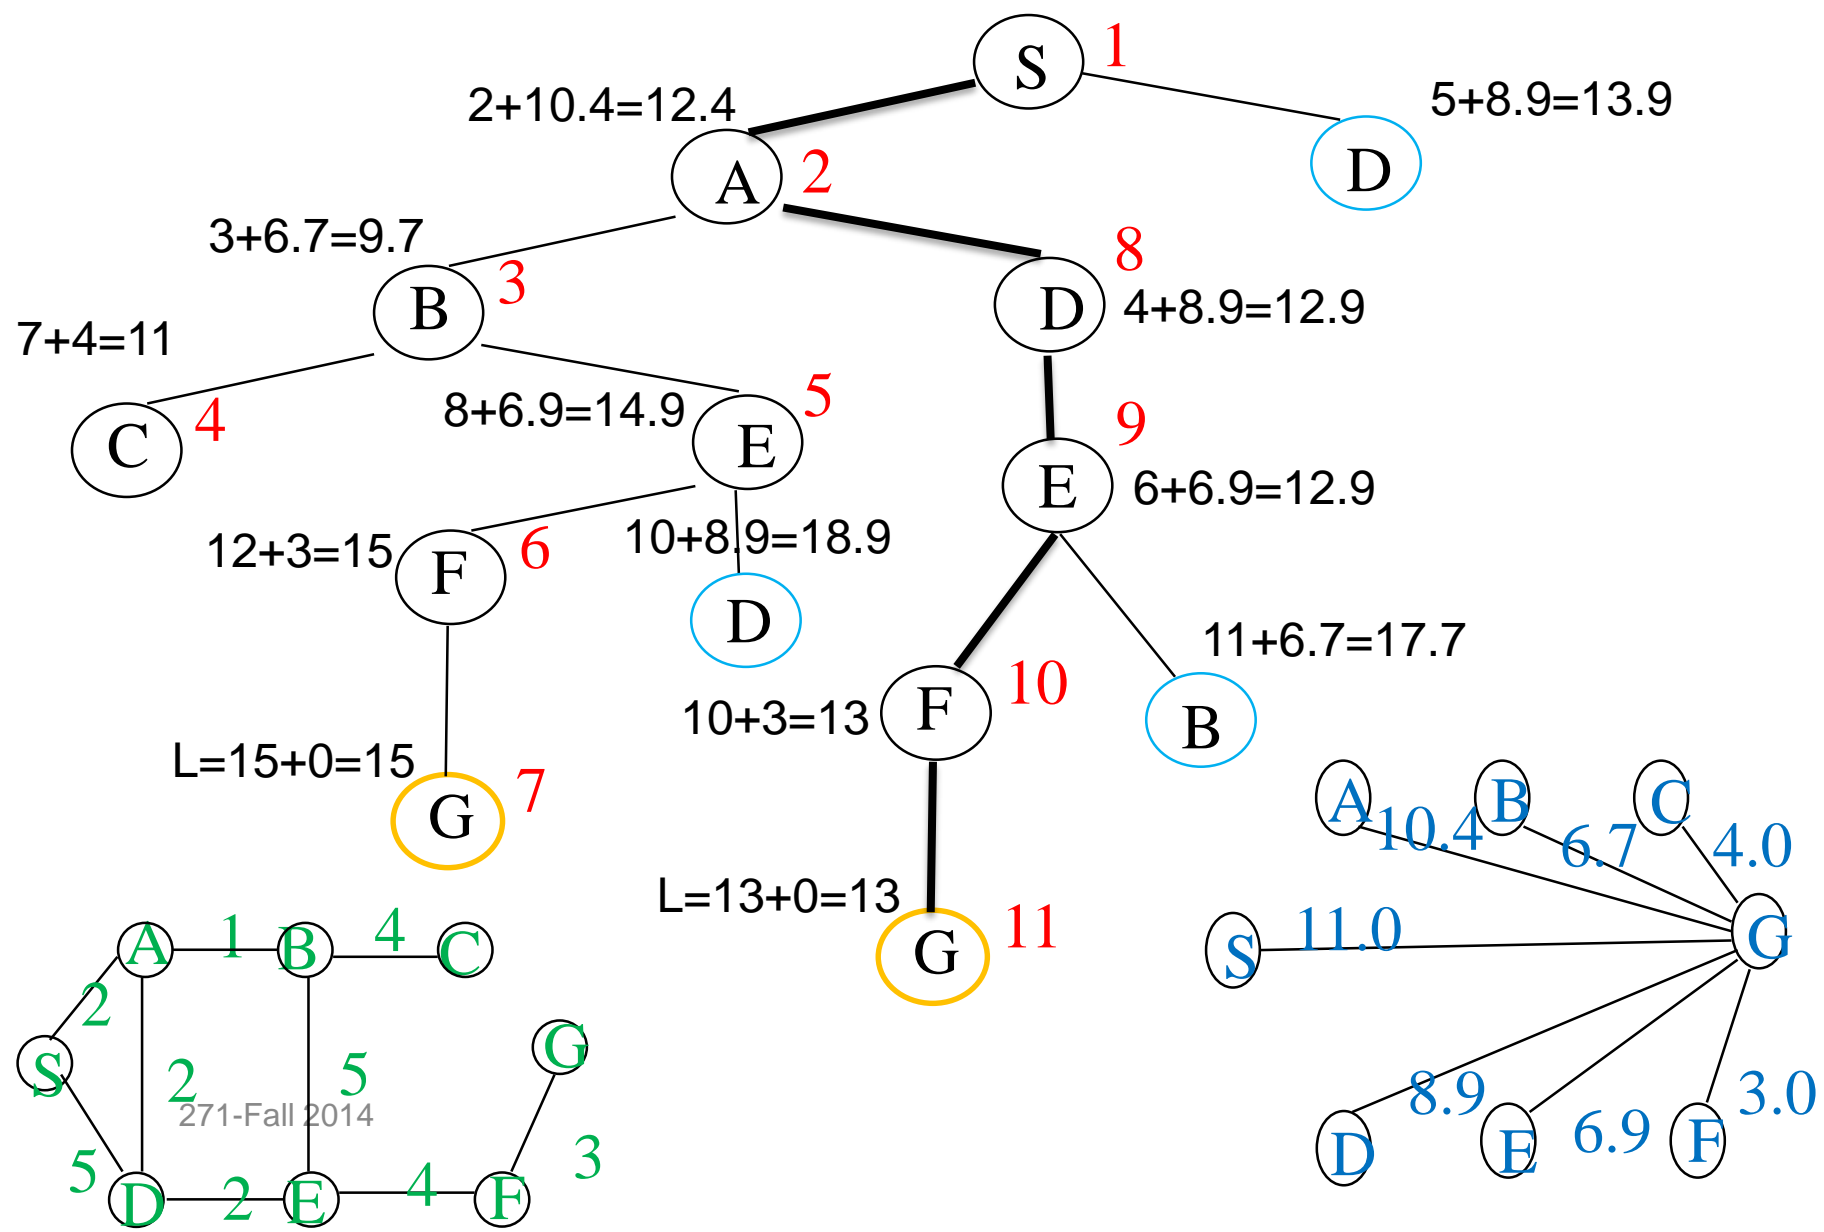 S 1
2+10.4=12.4
5+8.9=13.9
A 2
D
3+6.7=9.7
8
B 3
D 4+8.9=12.9
7+4=11
C 4
8+6.9=14.9
E 5
9
E 6+6.9=12.9
12+3=15
F 6
10+8.9=18.9
D
11+6.7=17.7
10+3=13
F 10
B
L=15+0=15
G 7
L=13+0=13
G 11
A 1 B 4 C
2
G
S 2 5
271-Fall 2014
5 3
D 2 E 4 F
A B C
10.4 6.7 4.0
S 11.0 G
8.9 6.9 3.0
D E F